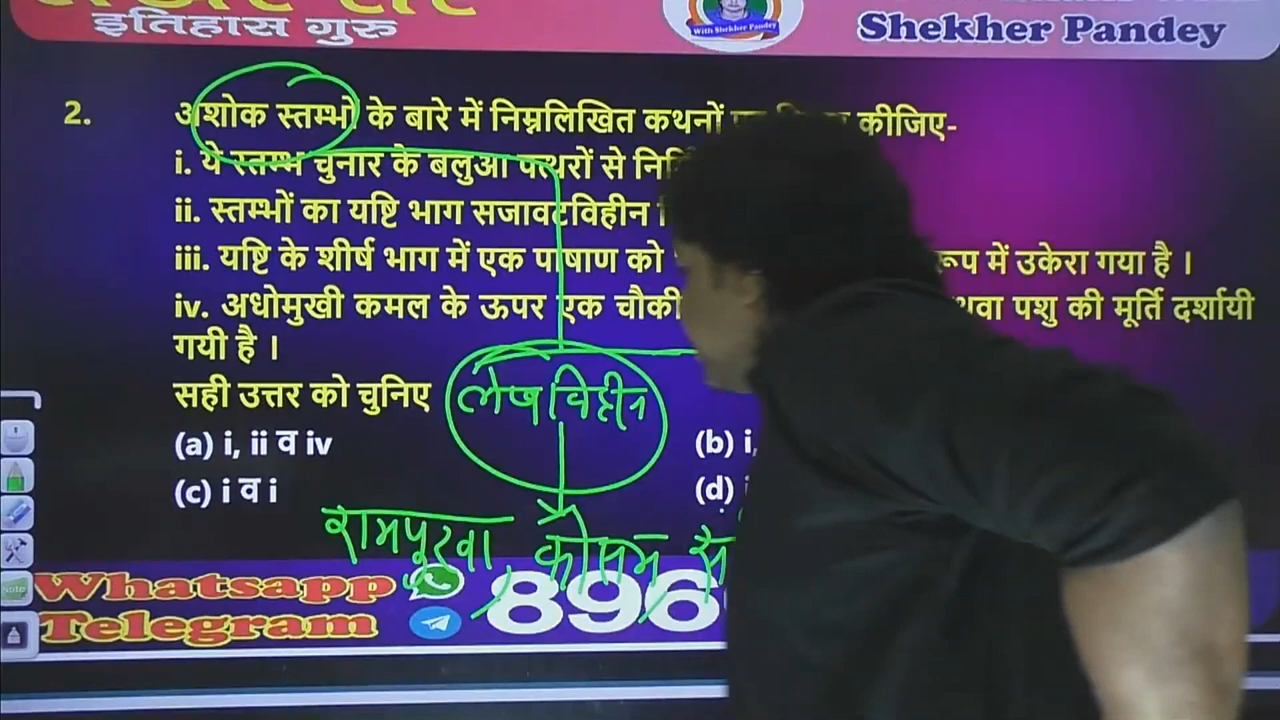 इतिहास गुरु
With Shekher Pandey
Shekher Pandey
2. अशोक स्तम्भों के बारे में निम्नलिखित कथनों कीजिए-
i. ये स्तम्भ चुनार के बलुआ पत्थरों से
ii. स्तम्भों का यष्टि भाग सजावटविहीन
iii. यष्टि के शीर्ष भाग में एक पाषाण को रूप में उकेरा गया है ।
iv. अधोमुखी कमल के ऊपर एक चौकी पशु की मूर्ति दर्शायी
गयी है ।
सही उत्तर को चुनिए
लेख विहीन
(a) i, ii व iv
(b) i,
(c) i व i
(d)
रामपुरवा, कोसम,
Whatsapp
Telegram
896
Note